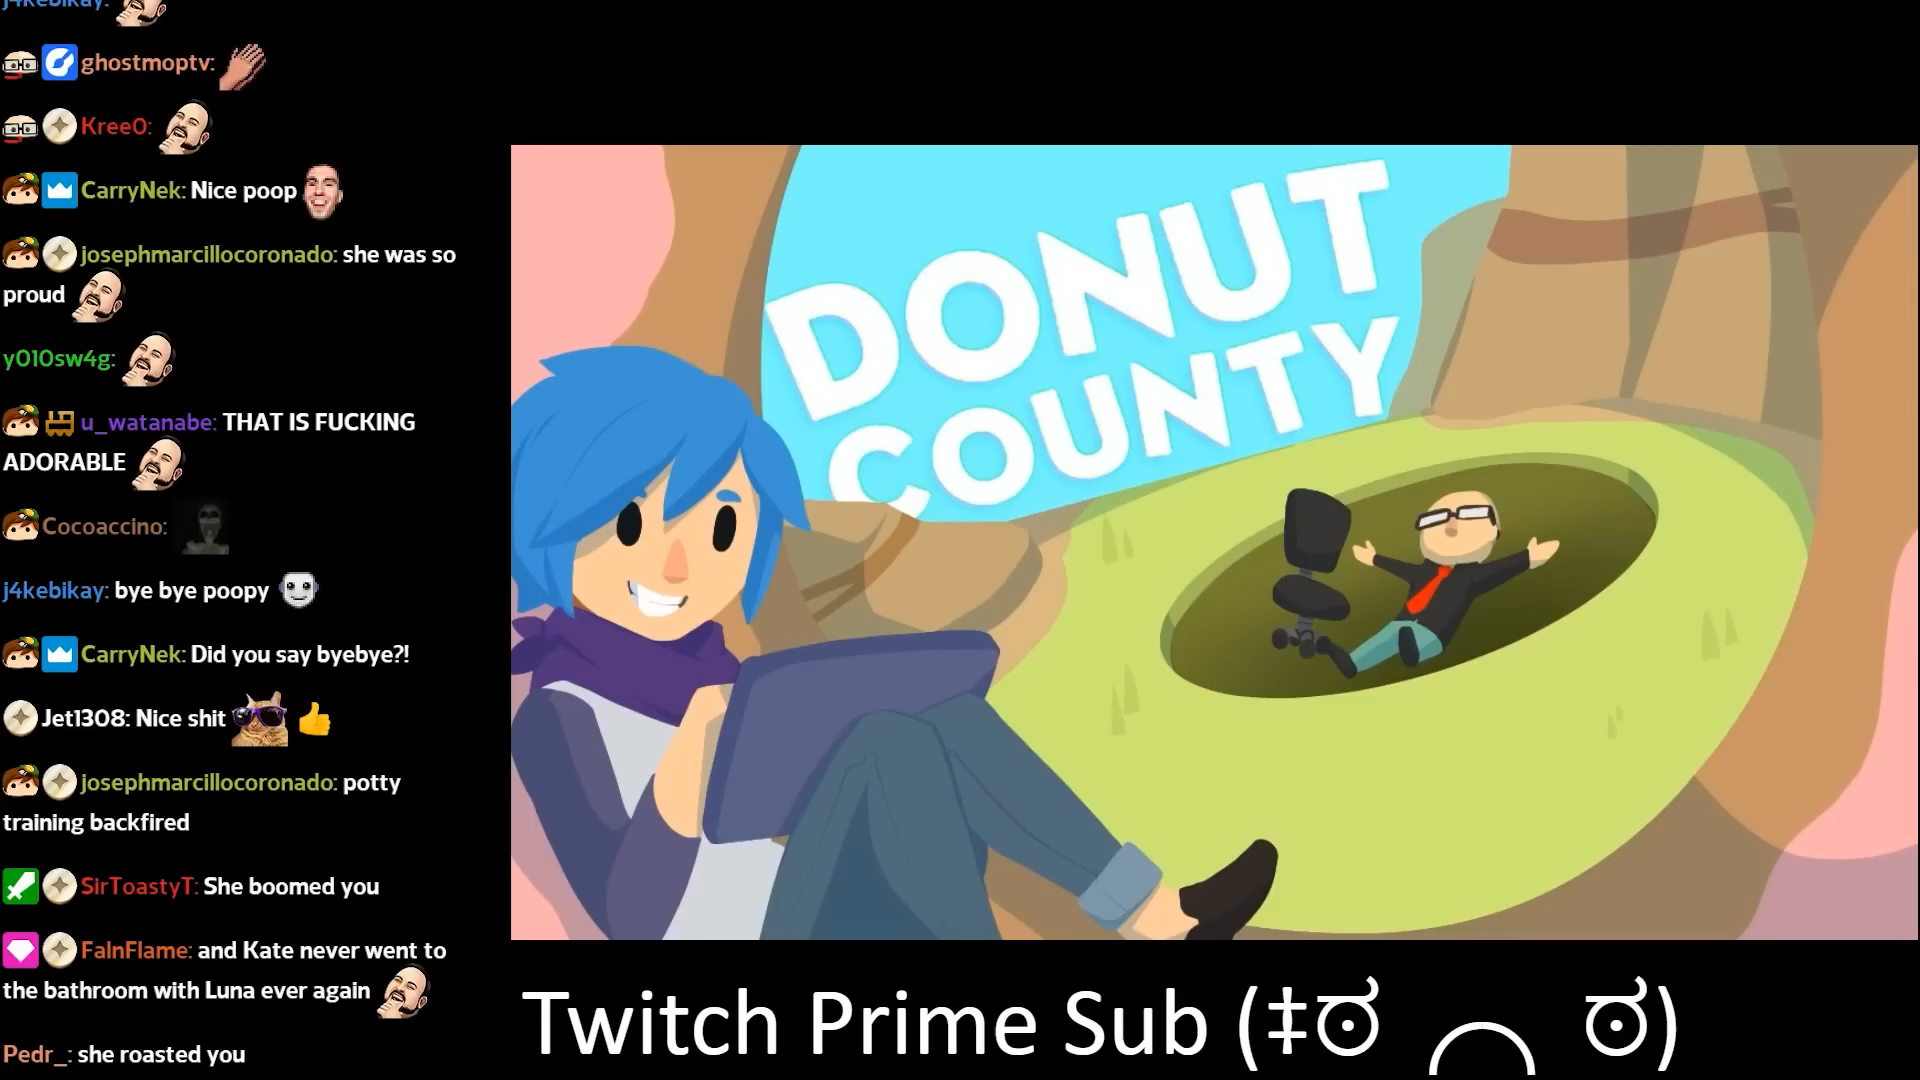 j4kebikay:
ghostmoptv:
Kree0:
CarryNek: Nice poop
josephmarcillocoronado: she was so
proud
y010sw4g:
u_watanabe: THAT IS FUCKING
ADORABLE
Cocoaccino:
j4kebikay: bye bye poopy
CarryNek: Did you say byebye?!
Jet1308: Nice shit
josephmarcillocoronado: potty
training backfired
SirToastyT: She boomed you
FalnFlame: and Kate never went to
the bathroom with Luna ever again
Pedr_: she roasted you
DONUT
COUNTY
Twitch Prime Sub (‡ಠ ╭╮ ಠ)